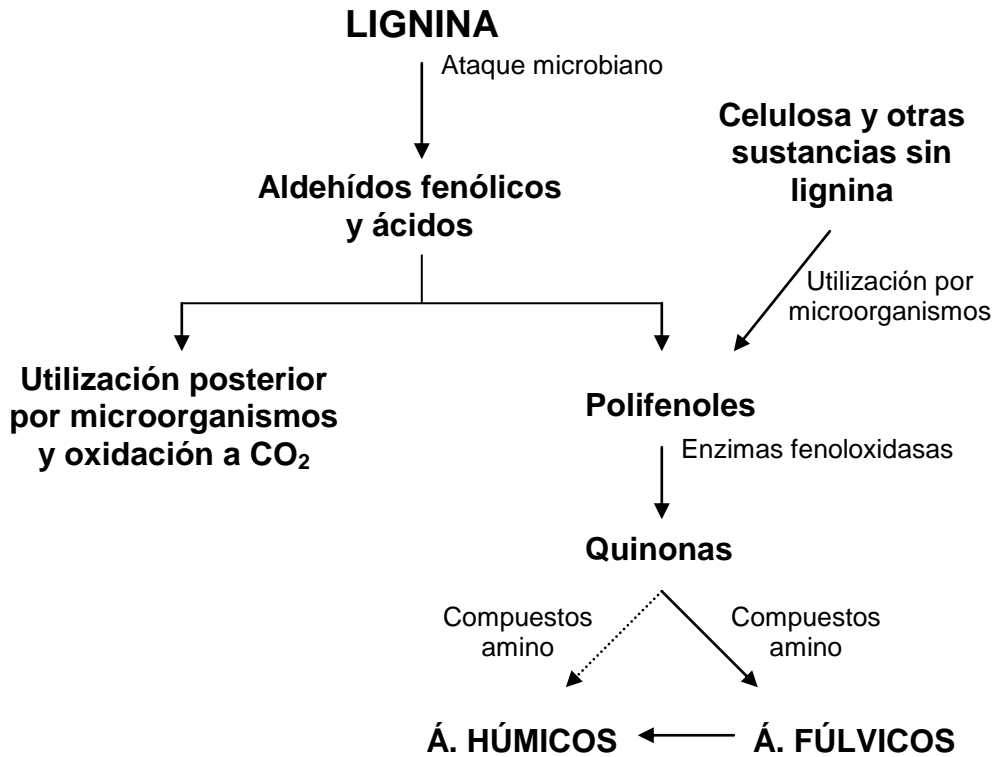 LIGNINA
Ataque microbiano
Celulosa y otras
sustancias sin
lignina
Aldehídos fenólicos
y ácidos
Utilización por
microorganismos
Utilización posterior
por microorganismos
y oxidación a CO₂
Polifenoles
Enzimas fenoloxidasas
Quinonas
Compuestos
amino
Compuestos
amino
Á. HÚMICOS
Á. FÚLVICOS